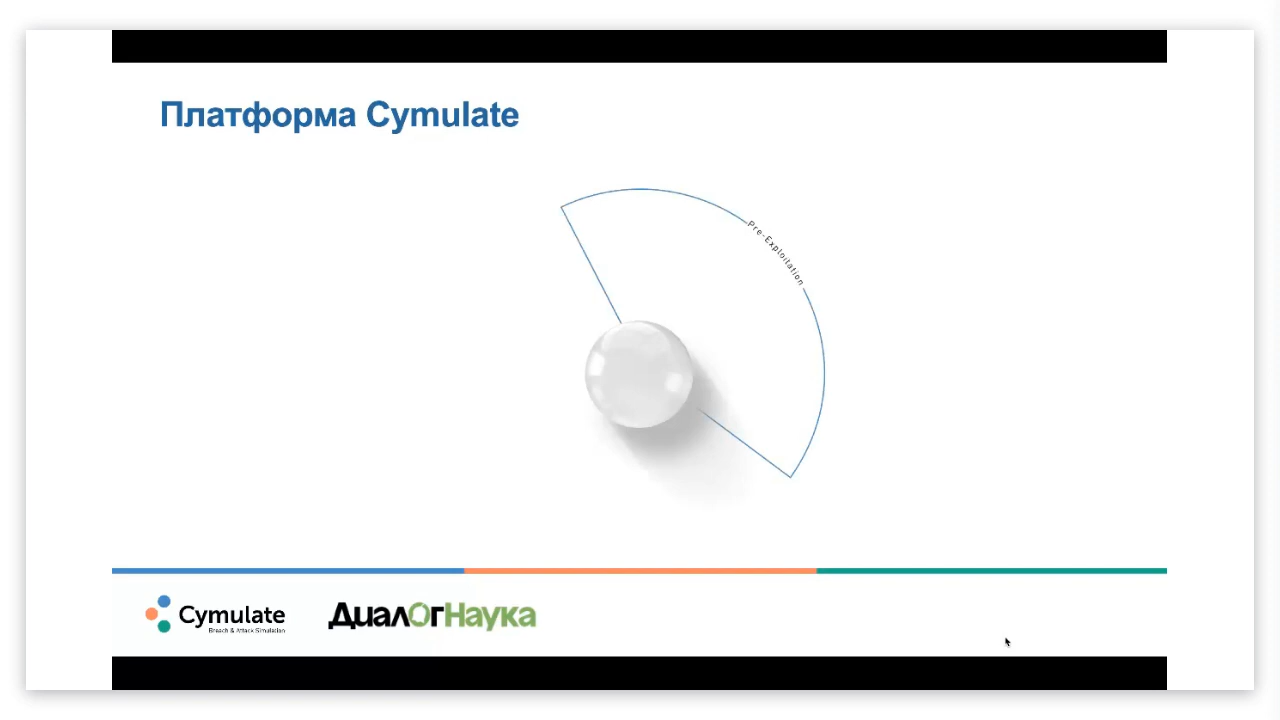 Платформа Cymulate
Pre-Exploitation
Cymulate
Breach & Attack Simulation
ДиалОгНаука